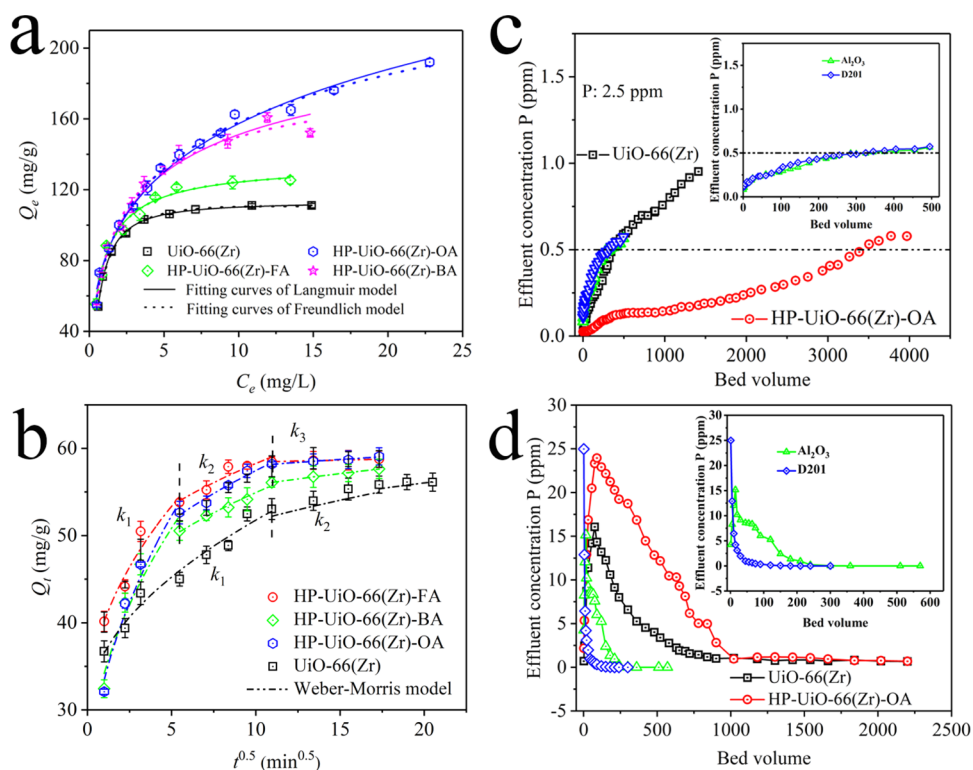 a
200
160
120
80
40
Qe (mg/g)
UiO-66(Zr)
HP-UiO-66(Zr)-OA
HP-UiO-66(Zr)-FA
HP-UiO-66(Zr)-BA
Fitting curves of Langmuir model
Fitting curves of Freundlich model
0 5 10 15 20 25
Ce (mg/L)
c
1.5
1.0
0.5
0.0
Effluent concentration P (ppm)
P: 2.5 ppm
UiO-66(Zr)
HP-UiO-66(Zr)-OA
0 1000 2000 3000 4000
Bed volume
1.5
1.0
0.5
0.0
Effluent concentration P (ppm)
Al2O3
D201
0 100 200 300 400 500
Bed volume
b
60
50
40
30
Qt (mg/g)
k1
k2
k3
k1
k2
HP-UiO-66(Zr)-FA
HP-UiO-66(Zr)-BA
HP-UiO-66(Zr)-OA
UiO-66(Zr)
Weber-Morris model
0 5 10 15 20
t0.5 (min0.5)
d
30
25
20
15
10
5
0
-5
Effluent concentration P (ppm)
UiO-66(Zr)
HP-UiO-66(Zr)-OA
0 500 1000 1500 2000 2500
Bed volume
30
25
20
15
10
5
0
-5
Effluent concentration P (ppm)
Al2O3
D201
0 100 200 300 400 500 600
Bed volume